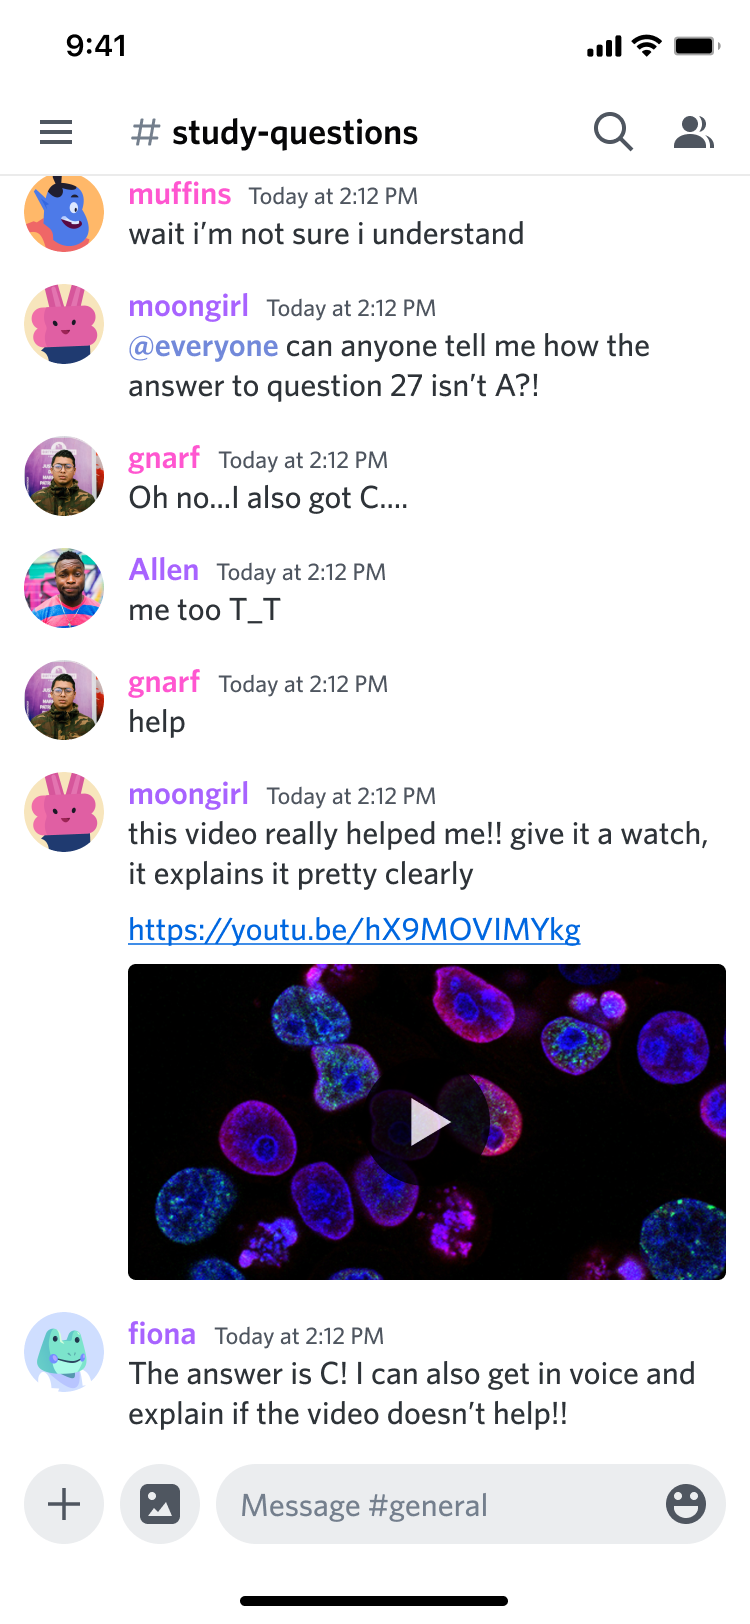 9:41
# study-questions
muffins Today at 2:12 PM
wait i’m not sure i understand
moongirl Today at 2:12 PM
@everyone can anyone tell me how the
answer to question 27 isn’t A?!
gnarf Today at 2:12 PM
Oh no...I also got C....
Allen Today at 2:12 PM
me too T_T
gnarf Today at 2:12 PM
help
moongirl Today at 2:12 PM
this video really helped me!! give it a watch,
it explains it pretty clearly
https://youtu.be/hX9MOVIMYkg
fiona Today at 2:12 PM
The answer is C! I can also get in voice and
explain if the video doesn’t help!!
Message #general